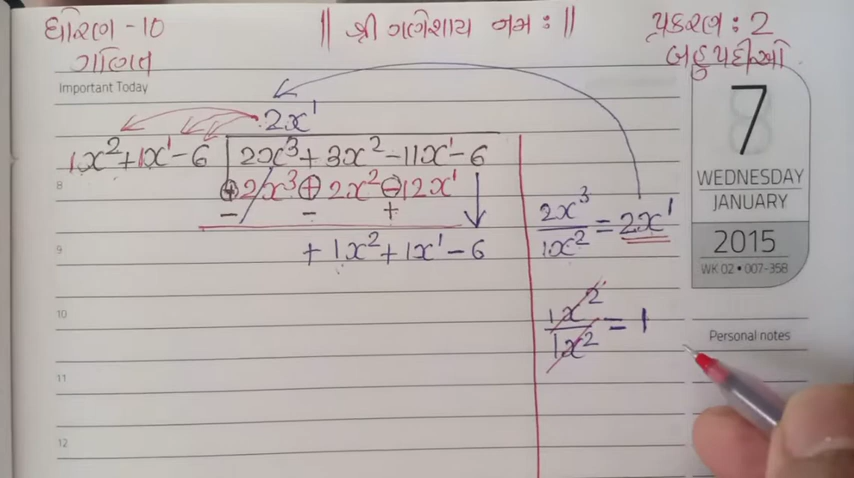 ધોરણ -10 || શ્રી ગણેશાય નમઃ || પ્રકરણ : 2
ગણિત બહુપદીઓ
Important Today
7
WEDNESDAY
JANUARY
2015
WK 02 • 007-358
2x¹
1x² + 1x¹ - 6 2x³ + 3x² - 11x¹ - 6
8 ⊕2x³ ⊕ 2x² ⊖ 12x¹
- - +
9 + 1x² + 1x¹ - 6
2x³/1x² = 2x¹
10 1x²/1x² = 1
Personal notes
11
12